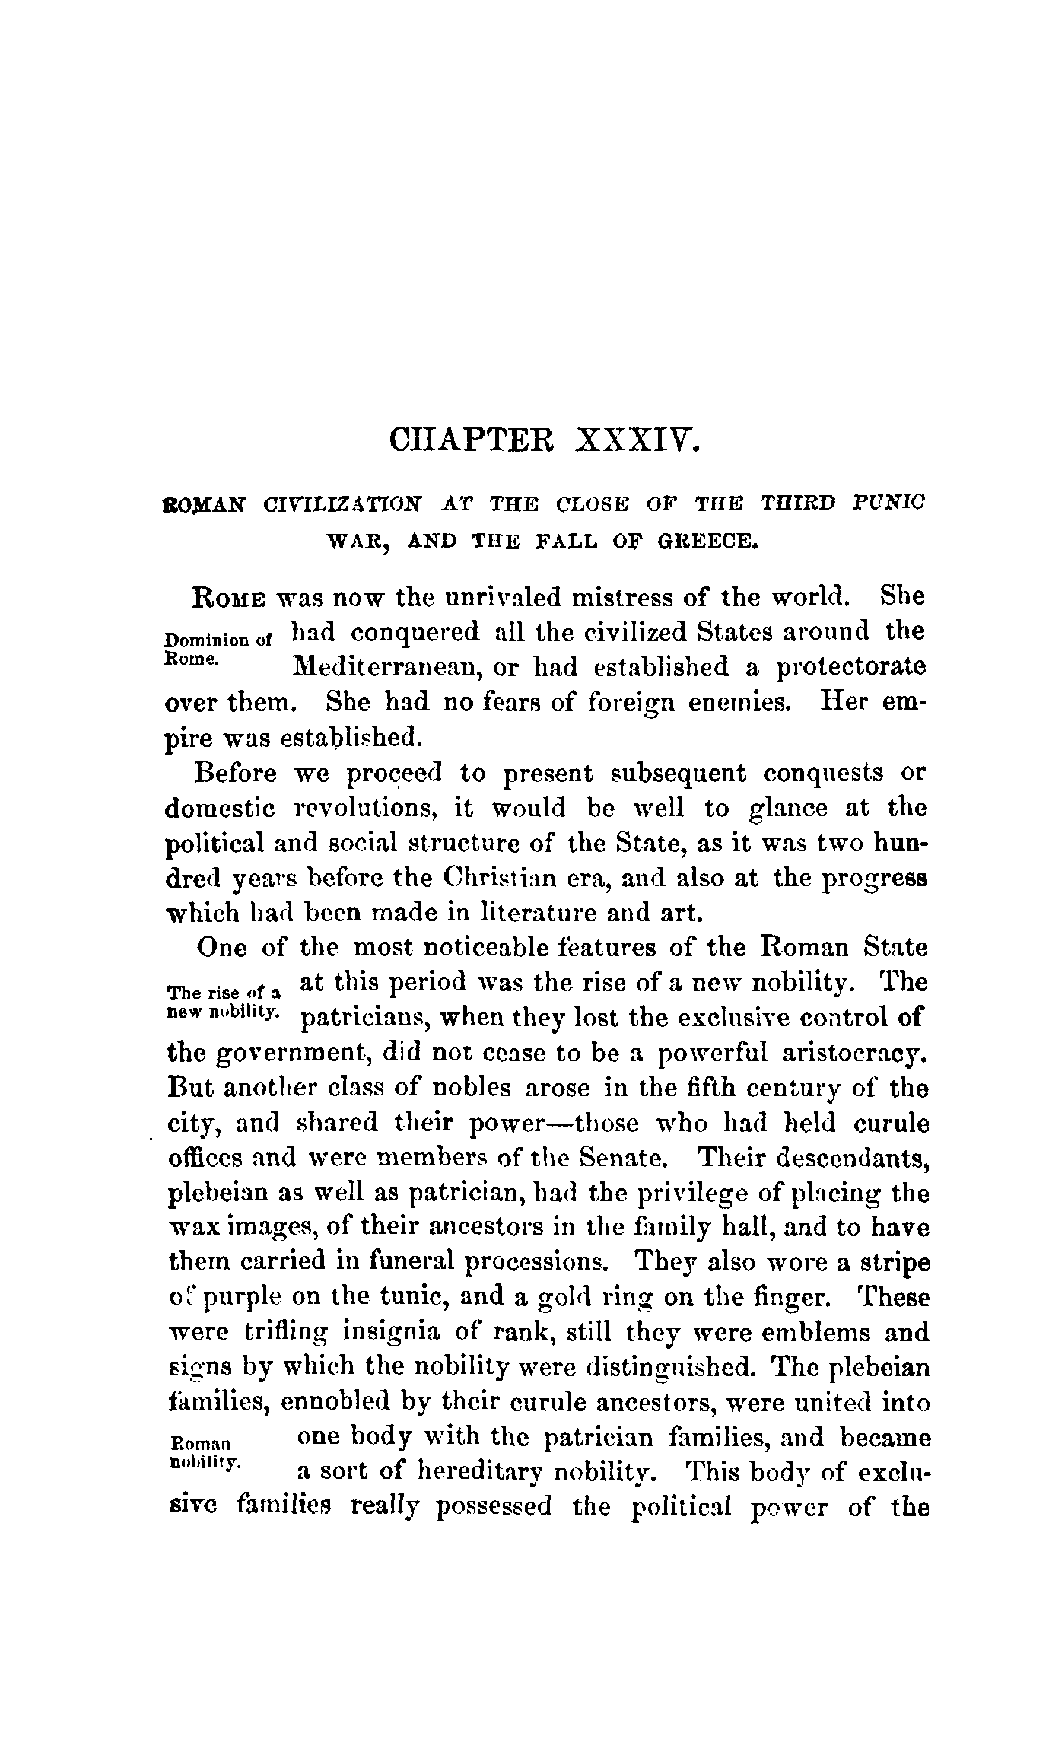 CHAPTER XXXIV.
ROMAN CIVILIZATION AT THE CLOSE OF THE THIRD PUNIC
WAR, AND THE FALL OF GREECE.
ROME was now the unrivaled mistress of the world. She
Dominion of had conquered all the civilized States around the
Rome. Mediterranean, or had established a protectorate
over them. She had no fears of foreign enemies. Her em-
pire was established.
Before we proceed to present subsequent conquests or
domestic revolutions, it would be well to glance at the
political and social structure of the State, as it was two hun-
dred years before the Christian era, and also at the progress
which had been made in literature and art.
One of the most noticeable features of the Roman State
The rise of a at this period was the rise of a new nobility. The
new nobility. patricians, when they lost the exclusive control of
the government, did not cease to be a powerful aristocracy.
But another class of nobles arose in the fifth century of the
city, and shared their power—those who had held curule
offices and were members of the Senate. Their descendants,
plebeian as well as patrician, had the privilege of placing the
wax images, of their ancestors in the family hall, and to have
them carried in funeral processions. They also wore a stripe
of purple on the tunic, and a gold ring on the finger. These
were trifling insignia of rank, still they were emblems and
signs by which the nobility were distinguished. The plebeian
families, ennobled by their curule ancestors, were united into
Roman one body with the patrician families, and became
nobility. a sort of hereditary nobility. This body of exclu-
sive families really possessed the political power of the